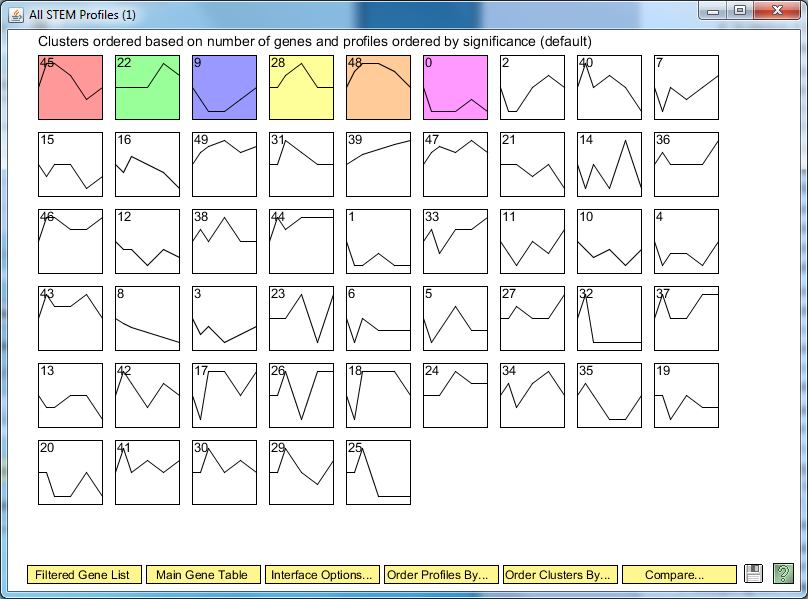 All STEM Profiles (1)
Clusters ordered based on number of genes and profiles ordered by significance (default)
45 22 9 28 48 0 2 40 7
15 16 49 31 39 47 21 14 36
46 12 38 44 1 33 11 10 4
43 8 3 23 6 5 27 32 37
13 42 17 26 18 24 34 35 19
20 41 30 29 25
Filtered Gene List Main Gene Table Interface Options... Order Profiles By... Order Clusters By... Compare... ?